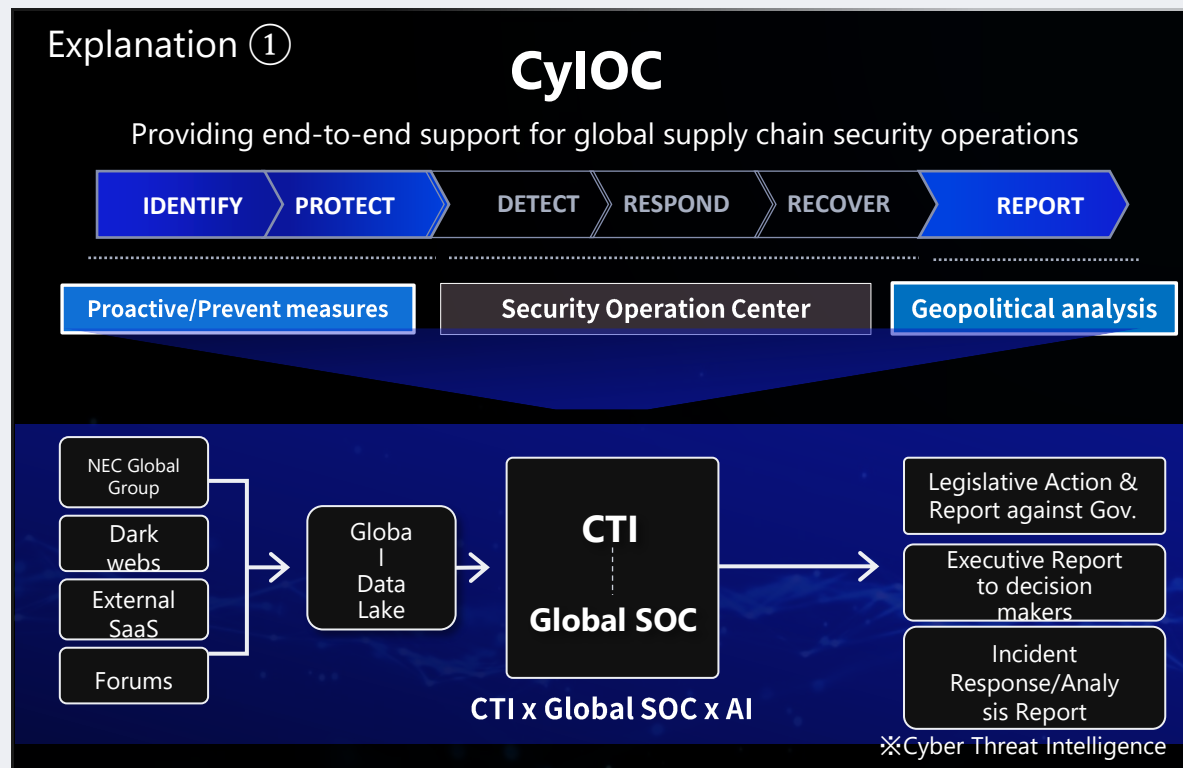 Explanation ①
CyIOC
Providing end-to-end support for global supply chain security operations
IDENTIFY
PROTECT
DETECT
RESPOND
RECOVER
REPORT
Proactive/Prevent measures
Security Operation Center
Geopolitical analysis
NEC Global
Group
Dark
webs
External
SaaS
Forums
Globa
l
Data
Lake
CTI
Global SOC
CTI x Global SOC x AI
Legislative Action &
Report against Gov.
Executive Report
to decision
makers
Incident
Response/Analy
sis Report
※Cyber Threat Intelligence